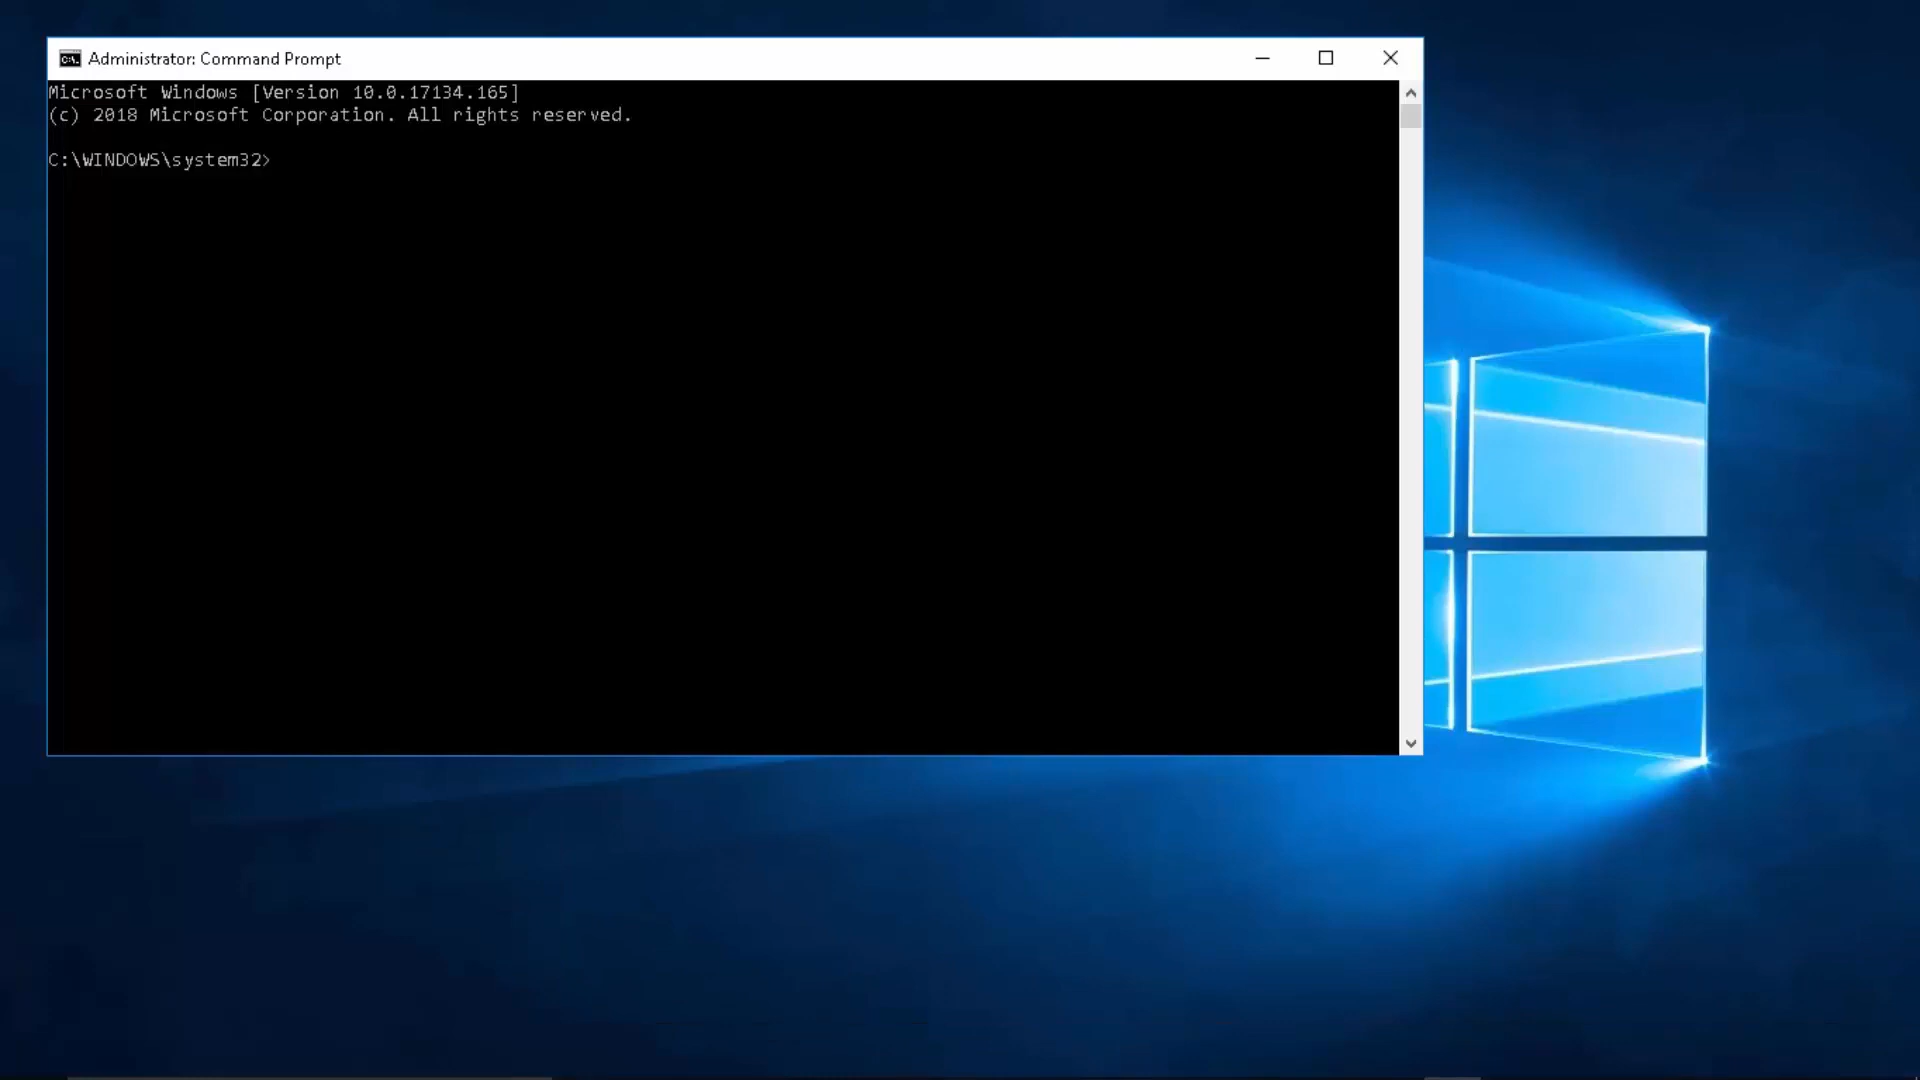 Administrator: Command Prompt
Microsoft Windows [Version 10.0.17134.165]
(c) 2018 Microsoft Corporation. All rights reserved.
C:\WINDOWS\system32>